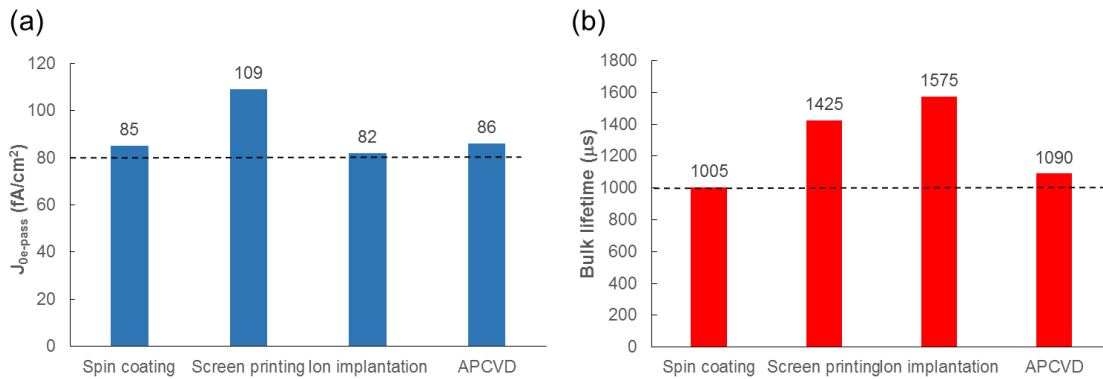 (a)
J0e-pass (fA/cm²)
120
100
80
60
40
20
0
85
109
82
86
Spin coating
Screen printing
Ion implantation
APCVD
(b)
Bulk lifetime (µs)
1800
1600
1400
1200
1000
800
600
400
200
0
1005
1425
1575
1090
Spin coating
Screen printing
Ion implantation
APCVD